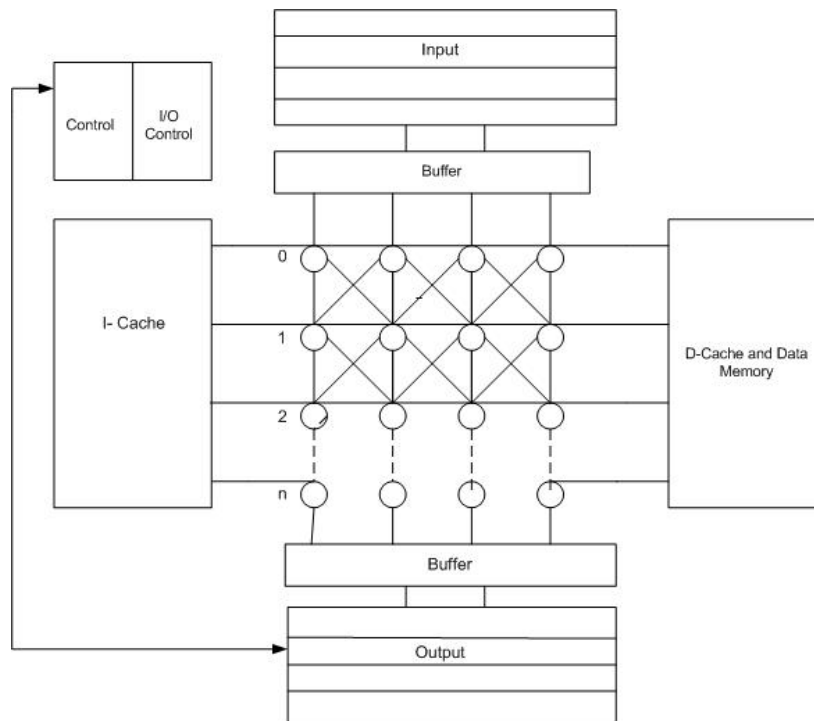 Input
Control
I/O
Control
Buffer
0
I- Cache
1
D-Cache and Data
Memory
2
n
Buffer
Output